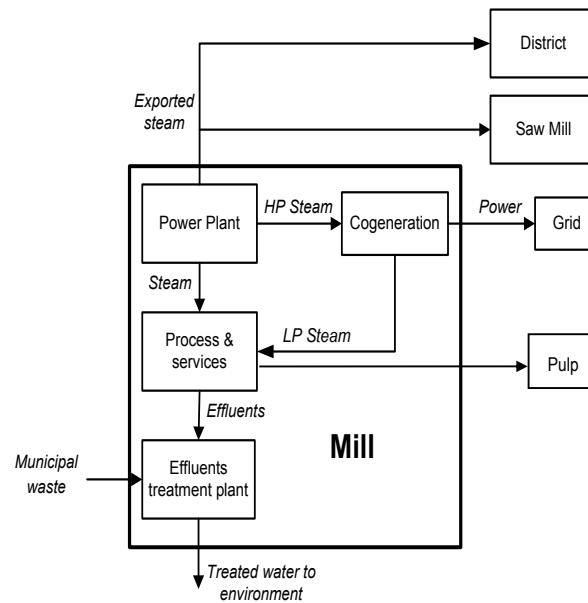 District
Exported
steam
Saw Mill
Power Plant
HP Steam
Cogeneration
Power
Grid
Steam
Process &
services
LP Steam
Pulp
Effluents
Mill
Municipal
waste
Effluents
treatment plant
Treated water to
environment